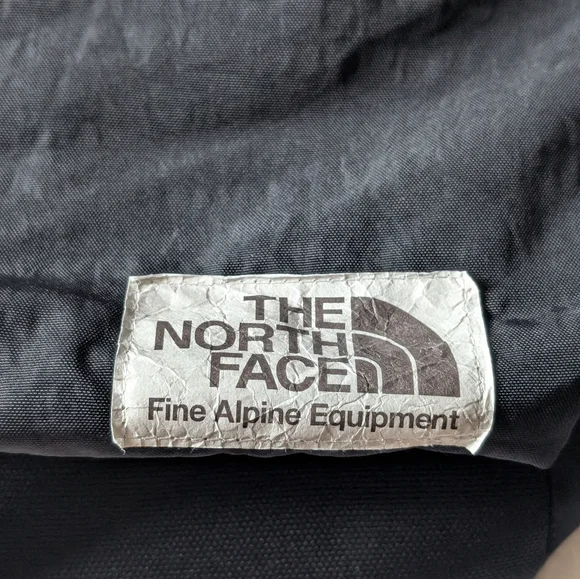 THE
NORTH
FACE
Fine Alpine Equipment